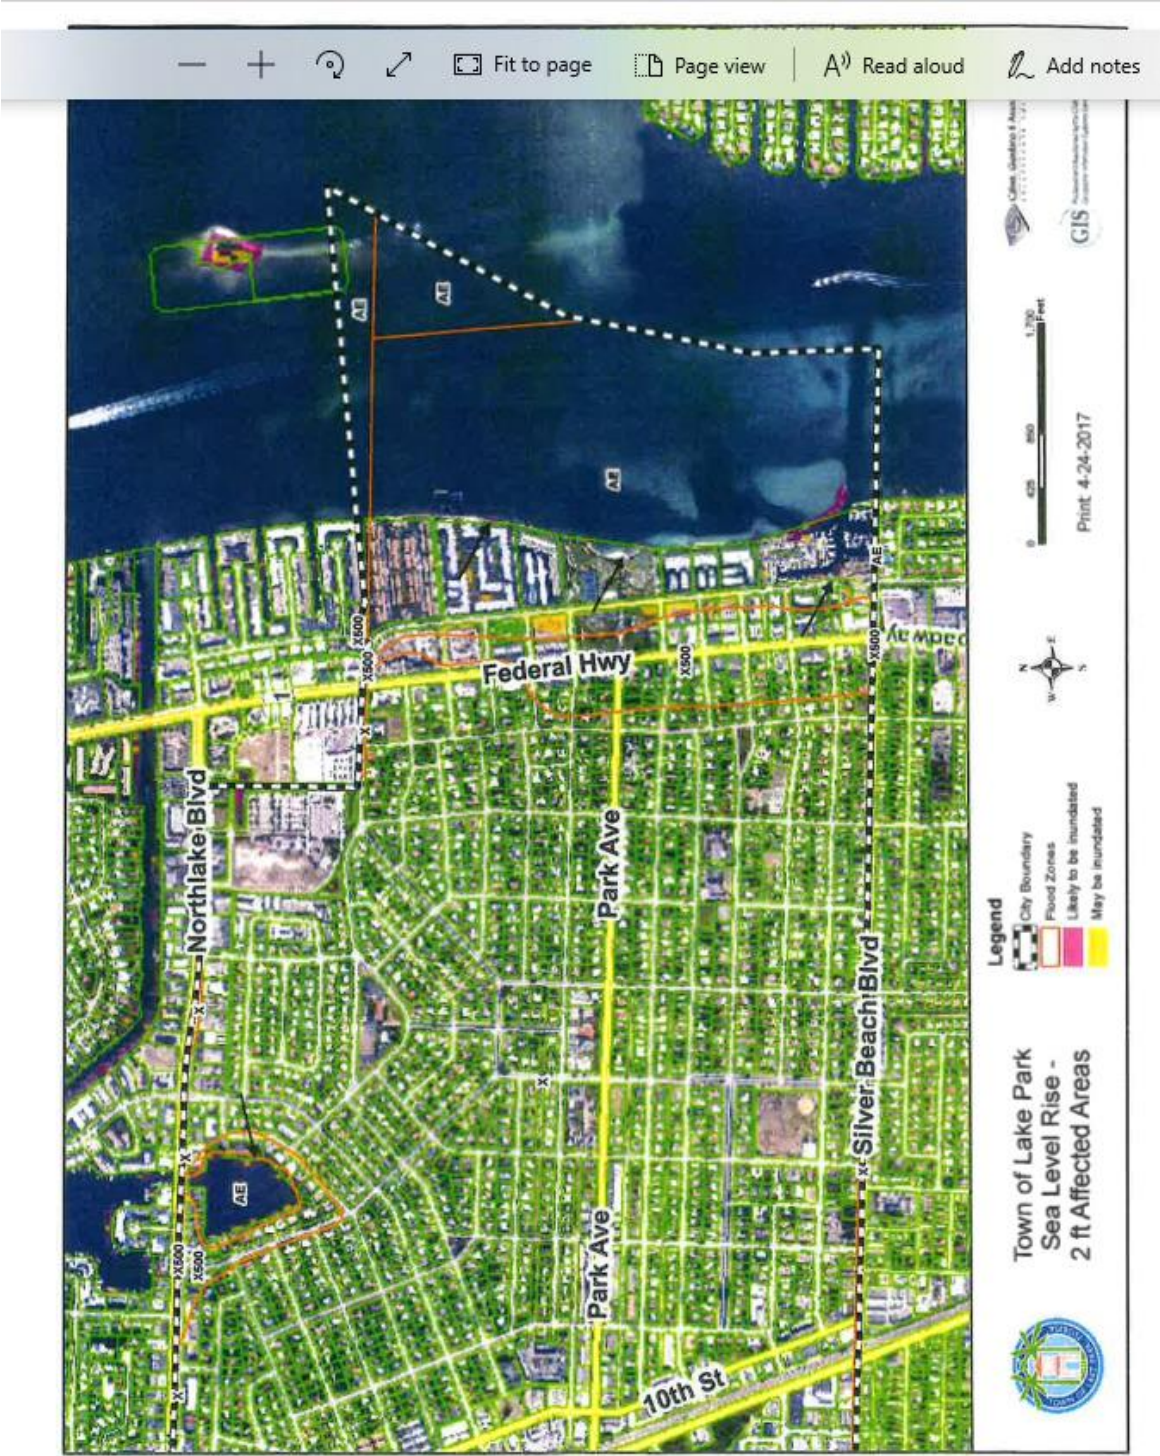 Fit to page
Page view
Read aloud
Add notes
AE
AE
AE
AE
X500
X500
X500
X500
Federal Hwy
1
X
Northlake Blvd
Park Ave
Silver Beach Blvd
X
X
X
X
AE
X500
X500
X
Park Ave
10th St
GIS
0
425
850
1,700
Feet
Print: 4-24-2017
N
W
E
S
Legend
City Boundary
Flood Zones
Likely to be inundated
May be inundated
Town of Lake Park
Sea Level Rise -
2 ft Affected Areas